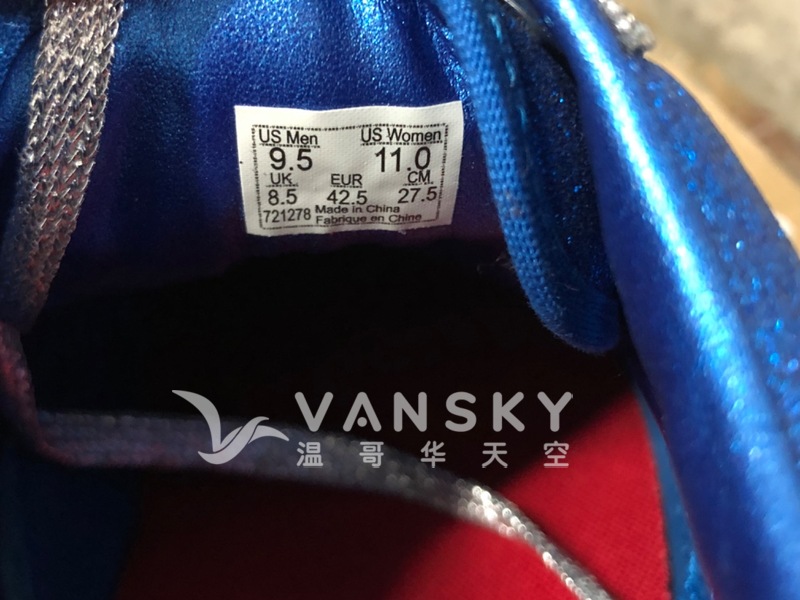 US Men US Women
9.5 11.0
UK EUR CM
8.5 42.5 27.5
721278 Made in China
Fabriqué en Chine
VANSKY
温哥华天空